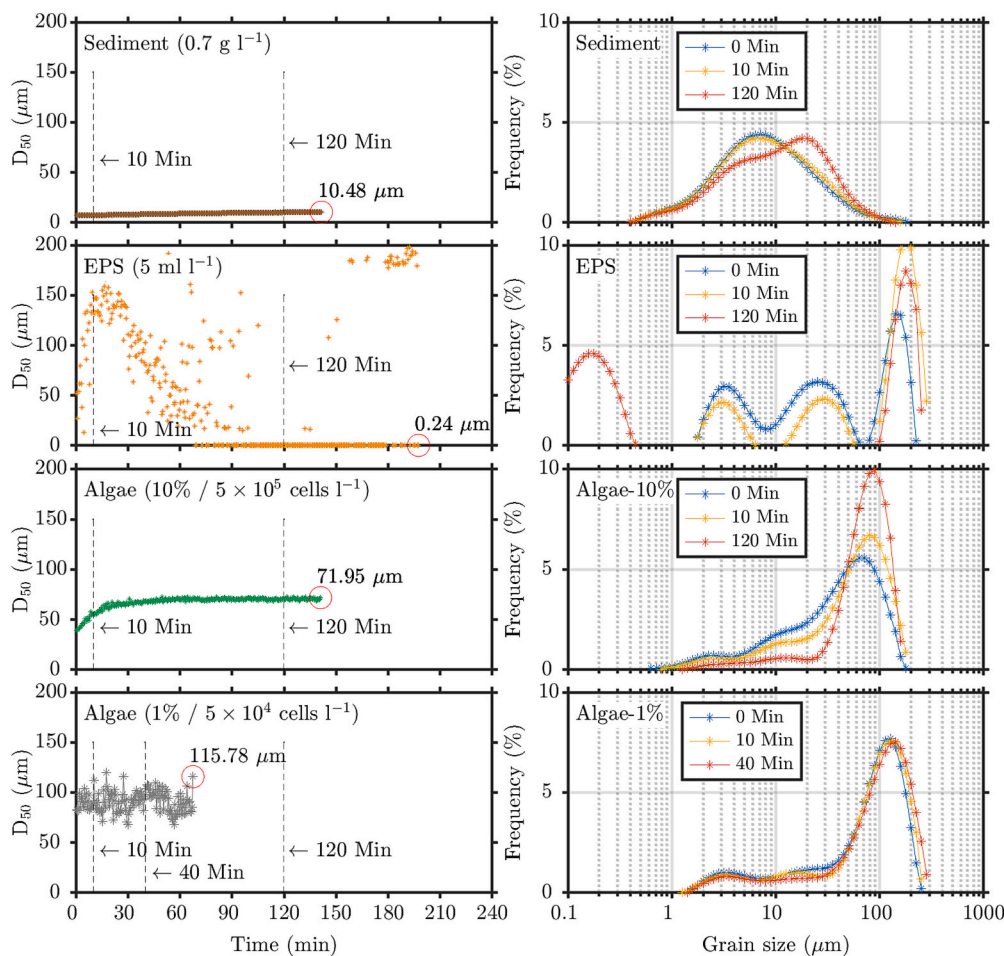 200
Sediment (0.7 g l⁻¹)
150
100
50
0
D₅₀ (μm)
← 10 Min
← 120 Min
10.48 μm
10
Sediment
5
0
Frequency (%)
0 Min
10 Min
120 Min
200
EPS (5 ml l⁻¹)
150
100
50
0
D₅₀ (μm)
← 10 Min
← 120 Min
0.24 μm
10
EPS
5
0
Frequency (%)
0 Min
10 Min
120 Min
200
Algae (10% / 5 × 10⁵ cells l⁻¹)
150
100
50
0
D₅₀ (μm)
← 10 Min
← 120 Min
71.95 μm
10
Algae-10%
5
0
Frequency (%)
0 Min
10 Min
120 Min
200
Algae (1% / 5 × 10⁴ cells l⁻¹)
150
100
50
0
D₅₀ (μm)
115.78 μm
← 10 Min
← 40 Min
← 120 Min
0 30 60 90 120 150 180 210 240
Time (min)
10
Algae-1%
5
0
Frequency (%)
0 Min
10 Min
40 Min
0.1 1 10 100 1000
Grain size (μm)